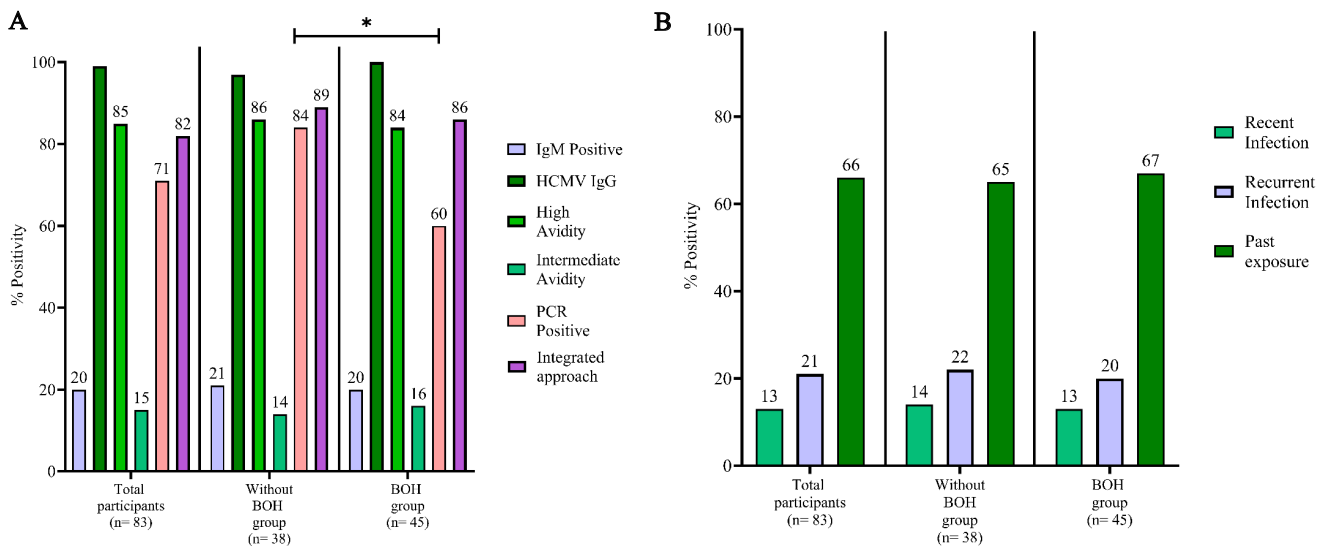 A
*
% Positivity
100
80
60
40
20
0
20
85
15
71
82
21
86
14
84
89
20
84
16
60
86
Total
participants
(n= 83)
Without
BOH
group
(n= 38)
BOH
group
(n= 45)
IgM Positive
HCMV IgG
High
Avidity
Intermediate
Avidity
PCR
Positive
Integrated
approach
B
% Positivity
100
80
60
40
20
0
13
21
66
14
22
65
13
20
67
Total
participants
(n= 83)
Without
BOH
group
(n= 38)
BOH
group
(n= 45)
Recent
Infection
Recurrent
Infection
Past
exposure